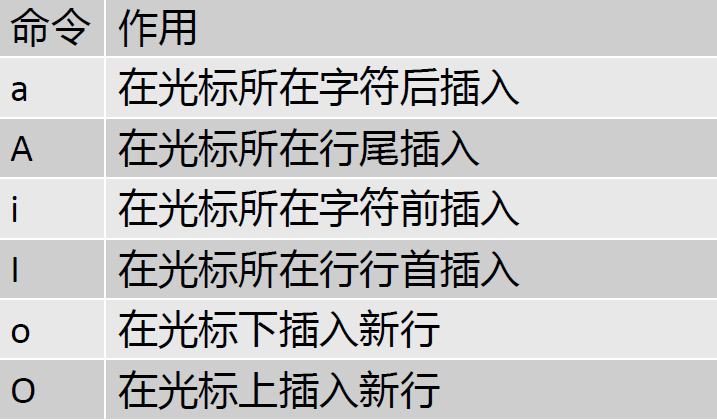 命令 作用
a 在光标所在字符后插入
A 在光标所在行尾插入
i 在光标所在字符前插入
I 在光标所在行行首插入
o 在光标下插入新行
O 在光标上插入新行